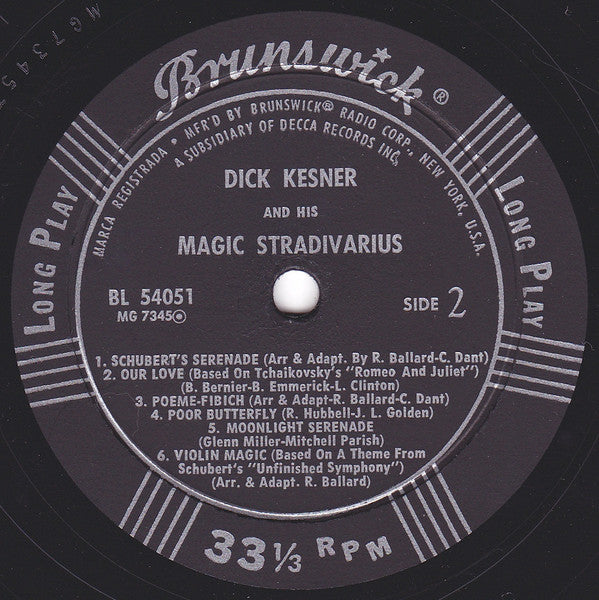 Brunswick®
MARCA REGISTRADA • MFR'D BY BRUNSWICK® RADIO CORP., NEW YORK, U.S.A.
A SUBSIDIARY OF DECCA RECORDS INC.
DICK KESNER
AND HIS
MAGIC STRADIVARIUS
LONG PLAY
LONG PLAY
BL 54051
MG 7345
SIDE 2
1. SCHUBERT'S SERENADE (Arr & Adapt. By R. Ballard-C. Dant)
2. OUR LOVE (Based On Tchaikovsky's "Romeo And Juliet")
(B. Bernier-B. Emmerick-L. Clinton)
3. POEME-FIBICH (Arr & Adapt-R. Ballard-C. Dant)
4. POOR BUTTERFLY (R. Hubbell-J. L. Golden)
5. MOONLIGHT SERENADE
(Glenn Miller-Mitchell Parish)
6. VIOLIN MAGIC (Based On A Theme From
Schubert's "Unfinished Symphony")
(Arr. & Adapt. R. Ballard)
33⅓ RPM
MG7345